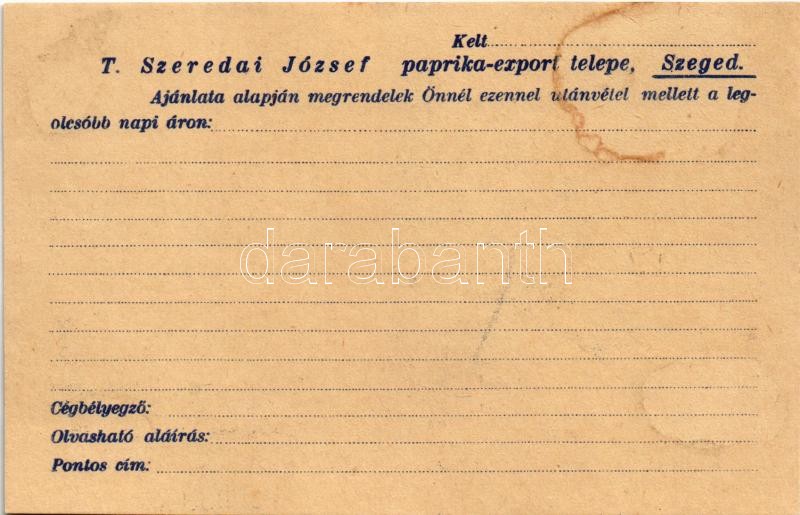 Kelt
T. Szeredai József paprika-export telepe, Szeged.
Ajánlata alapján megrendelek Önnél ezennel utánvétel mellett a leg-
olcsóbb napi áron:
darabanth
Cégbélyegző:
Olvasható aláírás:
Pontos cím: